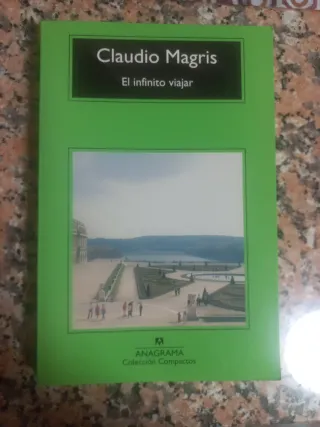 Claudio Magris
El infinito viajar
ANAGRAMA
Colección Compactos